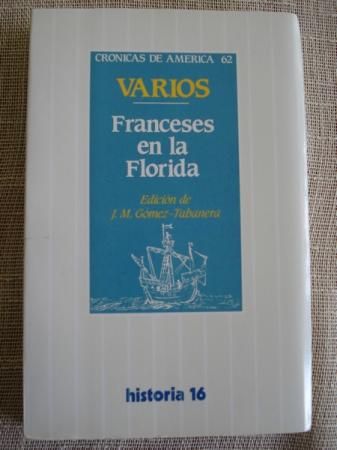 CRONICAS DE AMERICA 62
VARIOS
Franceses
en la
Florida
Edición de
J. M. Gómez-Tabanera
historia 16